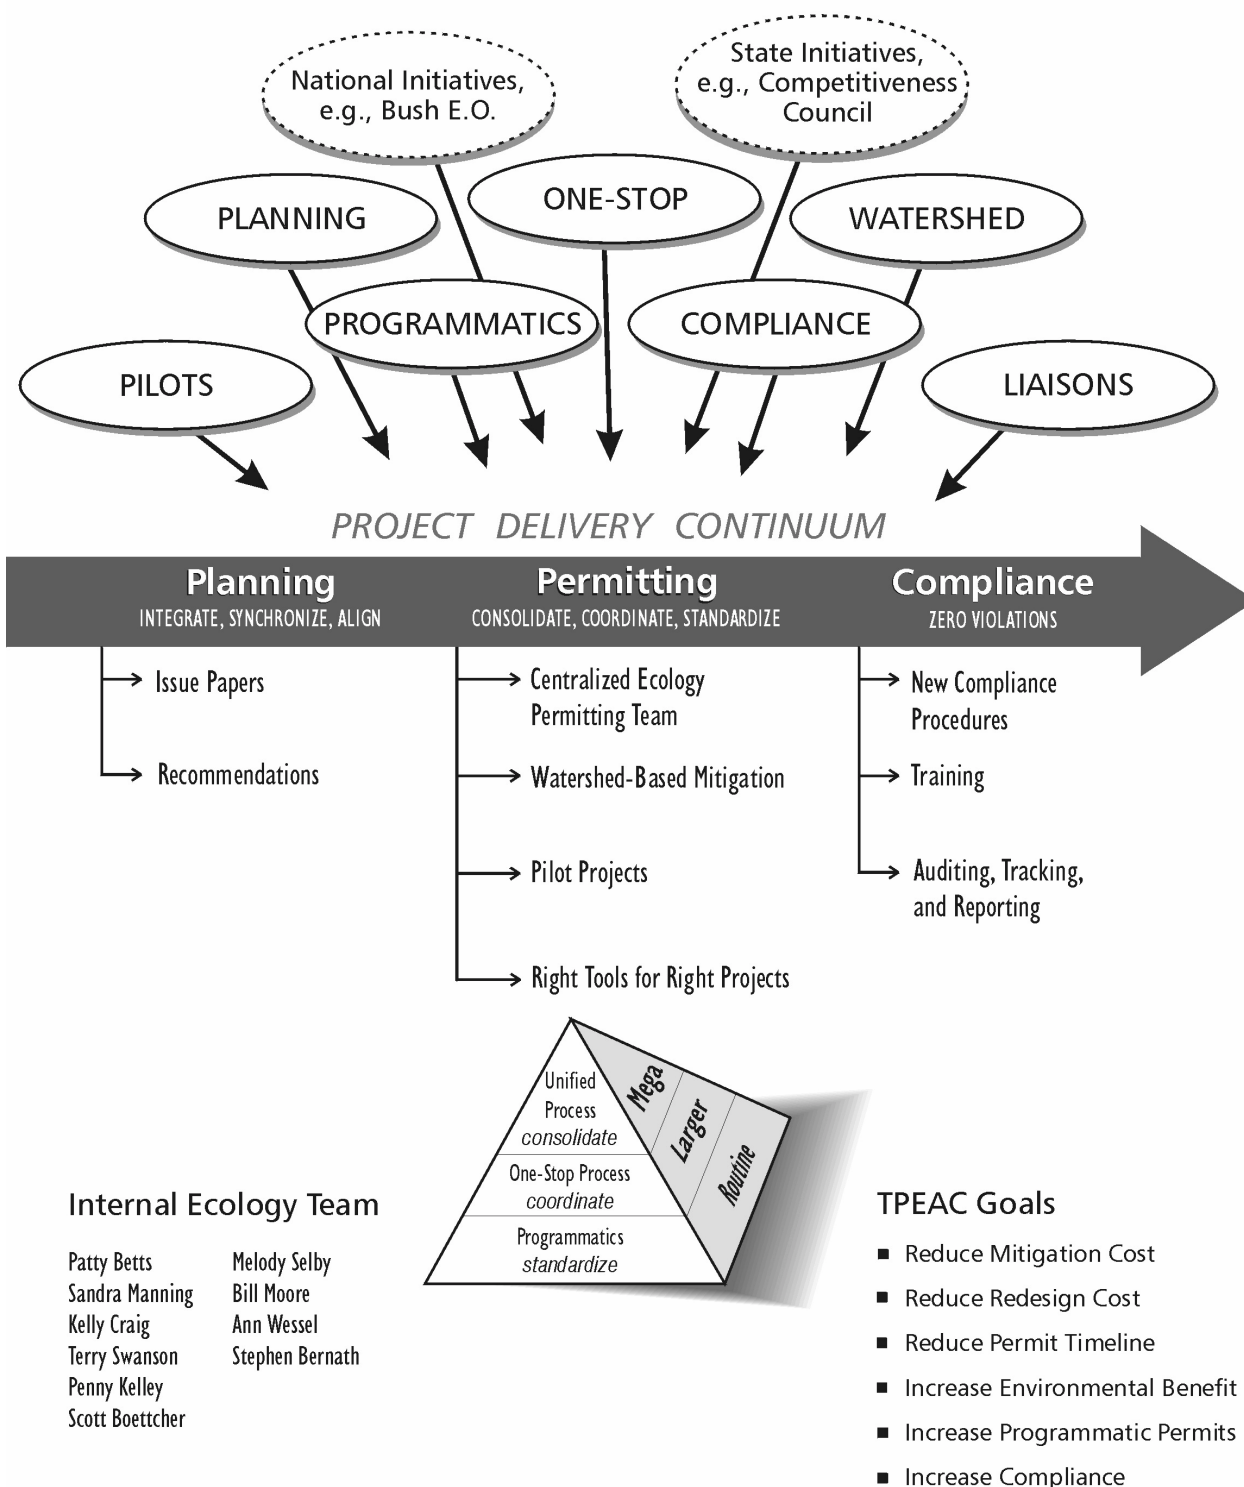 National Initiatives,
e.g., Bush E.O.
State Initiatives,
e.g., Competitiveness
Council
PLANNING
ONE-STOP
WATERSHED
PROGRAMMATICS
COMPLIANCE
PILOTS
LIAISONS
PROJECT DELIVERY CONTINUUM
Planning
INTEGRATE, SYNCHRONIZE, ALIGN
Permitting
CONSOLIDATE, COORDINATE, STANDARDIZE
Compliance
ZERO VIOLATIONS
Issue Papers
Recommendations
Centralized Ecology
Permitting Team
Watershed-Based Mitigation
Pilot Projects
Right Tools for Right Projects
New Compliance
Procedures
Training
Auditing, Tracking,
and Reporting
Unified
Process
consolidate
One-Stop Process
coordinate
Programmatics
standardize
Mega
Larger
Routine
Internal Ecology Team
Patty Betts
Sandra Manning
Kelly Craig
Terry Swanson
Penny Kelley
Scott Boettcher
Melody Selby
Bill Moore
Ann Wessel
Stephen Bernath
TPEAC Goals
■ Reduce Mitigation Cost
■ Reduce Redesign Cost
■ Reduce Permit Timeline
■ Increase Environmental Benefit
■ Increase Programmatic Permits
■ Increase Compliance